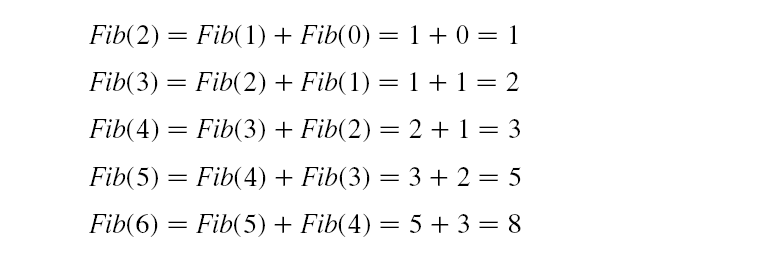 Fib(2) = Fib(1) + Fib(0) = 1 + 0 = 1
Fib(3) = Fib(2) + Fib(1) = 1 + 1 = 2
Fib(4) = Fib(3) + Fib(2) = 2 + 1 = 3
Fib(5) = Fib(4) + Fib(3) = 3 + 2 = 5
Fib(6) = Fib(5) + Fib(4) = 5 + 3 = 8